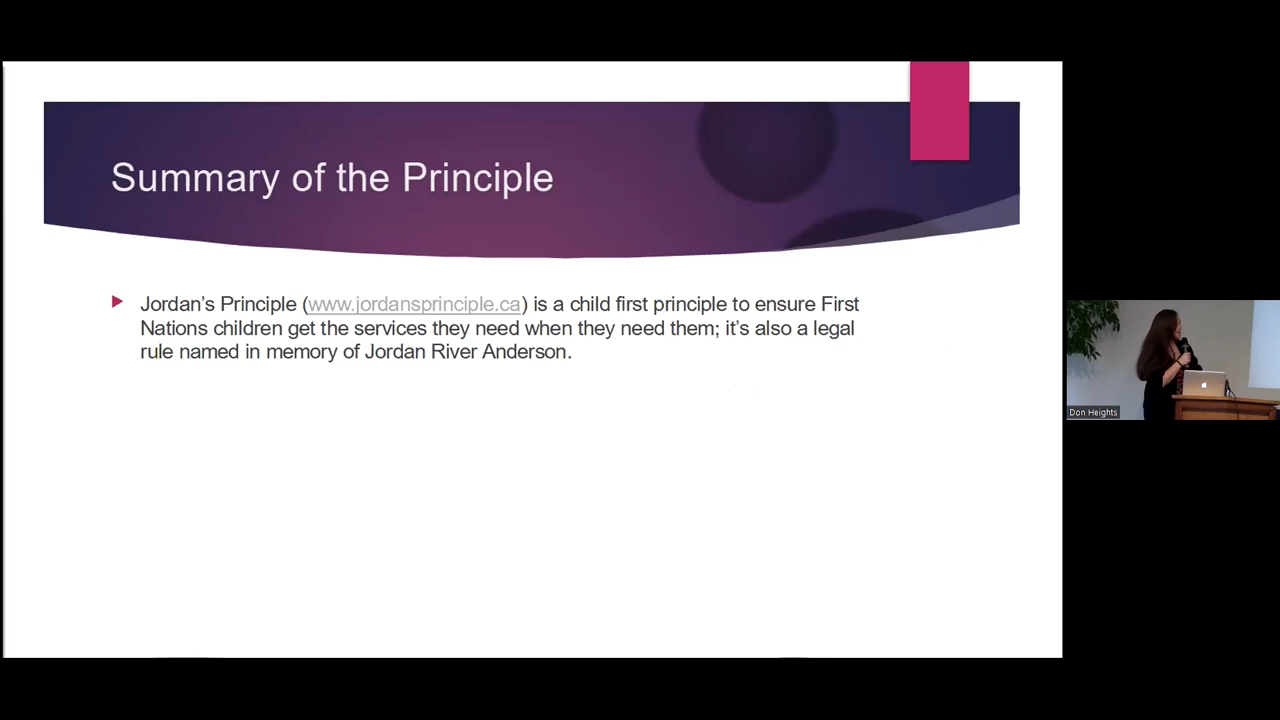 Summary of the Principle
Jordan’s Principle (www.jordansprinciple.ca) is a child first principle to ensure First
Nations children get the services they need when they need them; it’s also a legal
rule named in memory of Jordan River Anderson.
Don Heights